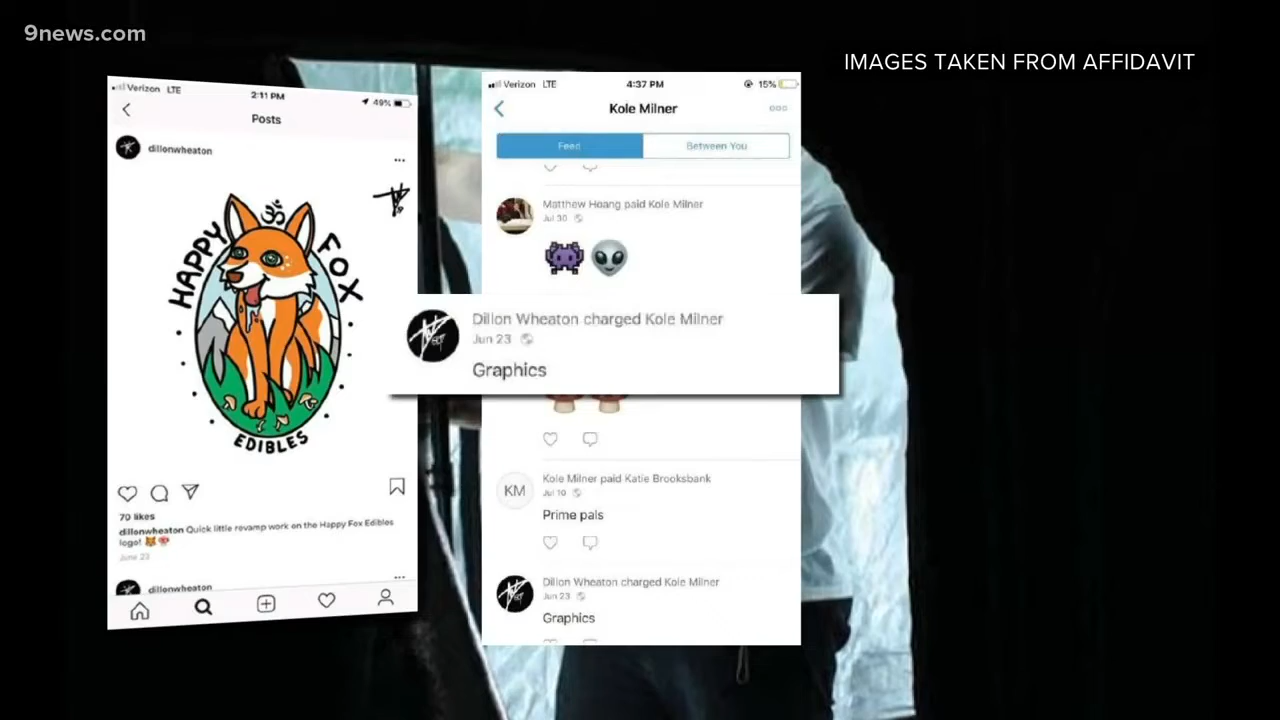 9news.com
IMAGES TAKEN FROM AFFIDAVIT
Verizon LTE
2:11 PM
49%
Posts
dillonwheaton
ॐ
HAPPY FOX
EDIBLES
70 likes
dillonwheaton Quick little revamp work on the Happy Fox Edibles
logo! 🦊🍄
June 23
dillonwheaton
Verizon LTE
4:37 PM
15%
Kole Milner
Feed
Between You
Matthew Hoang paid Kole Milner
Jul 30
👾👽
Dillon Wheaton charged Kole Milner
Jun 23
Graphics
Kole Milner paid Katie Brooksbank
KM
Jul 10
Prime pals
Dillon Wheaton charged Kole Milner
Jun 23
Graphics